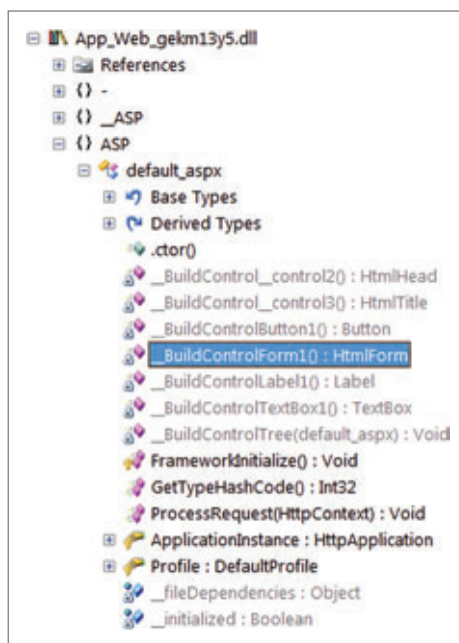 App_Web_gekm13y5.dll
References
{} -
{} __ASP
{} ASP
default_aspx
Base Types
Derived Types
.ctor()
__BuildControl__control2() : HtmlHead
__BuildControl__control3() : HtmlTitle
__BuildControlButton1() : Button
__BuildControlForm1() : HtmlForm
__BuildControlLabel1() : Label
__BuildControlTextBox1() : TextBox
__BuildControlTree(default_aspx) : Void
FrameworkInitialize() : Void
GetTypeHashCode() : Int32
ProcessRequest(HttpContext) : Void
ApplicationInstance : HttpApplication
Profile : DefaultProfile
__fileDependencies : Object
__initialized : Boolean